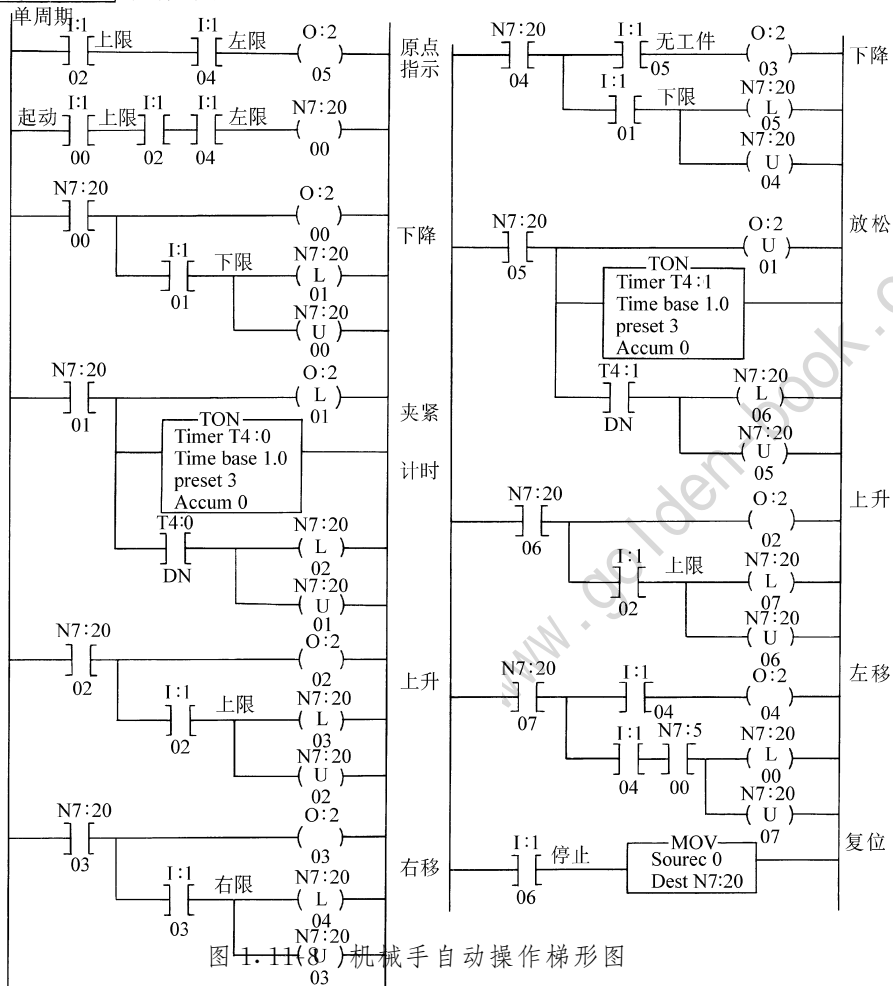 单周期
I:1 上限 I:1 左限 O:2 原点指示
02 04 05
起动 I:1 上限 I:1 I:1 左限 N7:20
00 02 04 00
N7:20 O:2
00 00 下降
I:1 下限 N7:20
01 L
01
N7:20
U
00
N7:20 O:2
01 L 夹紧
01
TON
Timer T4:0
Time base 1.0 计时
preset 3
Accum 0
T4:0 N7:20
DN L
02
N7:20
U
01
N7:20 O:2
02 02 上升
I:1 上限 N7:20
02 L
03
N7:20
U
02
N7:20 O:2
03 03 右移
I:1 右限 N7:20
03 L
04
N7:20
U
03
N7:20 I:1 无工件 O:2 下降
04 05 03
I:1 下限 N7:20
01 L
05
N7:20
U
04
N7:20 O:2 放松
05 U
01
TON
Timer T4:1
Time base 1.0
preset 3
Accum 0
T4:1 N7:20
DN L
06
N7:20
U
05
N7:20 O:2 上升
06 02
I:1 上限 N7:20
02 L
07
N7:20
U
06
N7:20 I:1 O:2 左移
07 04 04
I:1 N7:5 N7:20
04 00 L
00
N7:20
U
07
I:1 停止 MOV 复位
06 Sourec 0
Dest N7:20
图 1.11(8) 机械手自动操作梯形图
www.golden-book.